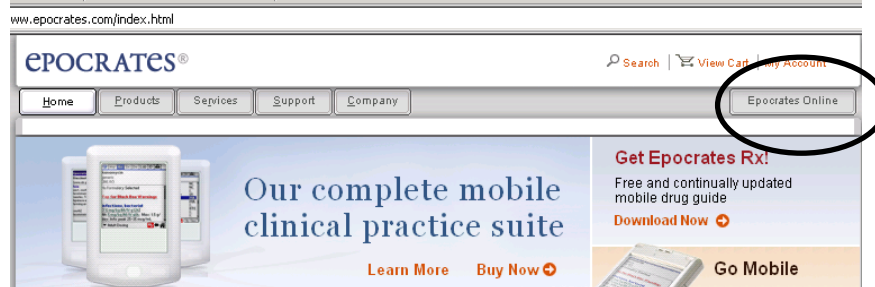 ww.epocrates.com/index.html
epocrates®
Search | View Cart | My Account
Home Products Services Support Company Epocrates Online
Get Epocrates Rx!
Free and continually updated
mobile drug guide
Download Now
Our complete mobile
clinical practice suite
Learn More Buy Now
Go Mobile